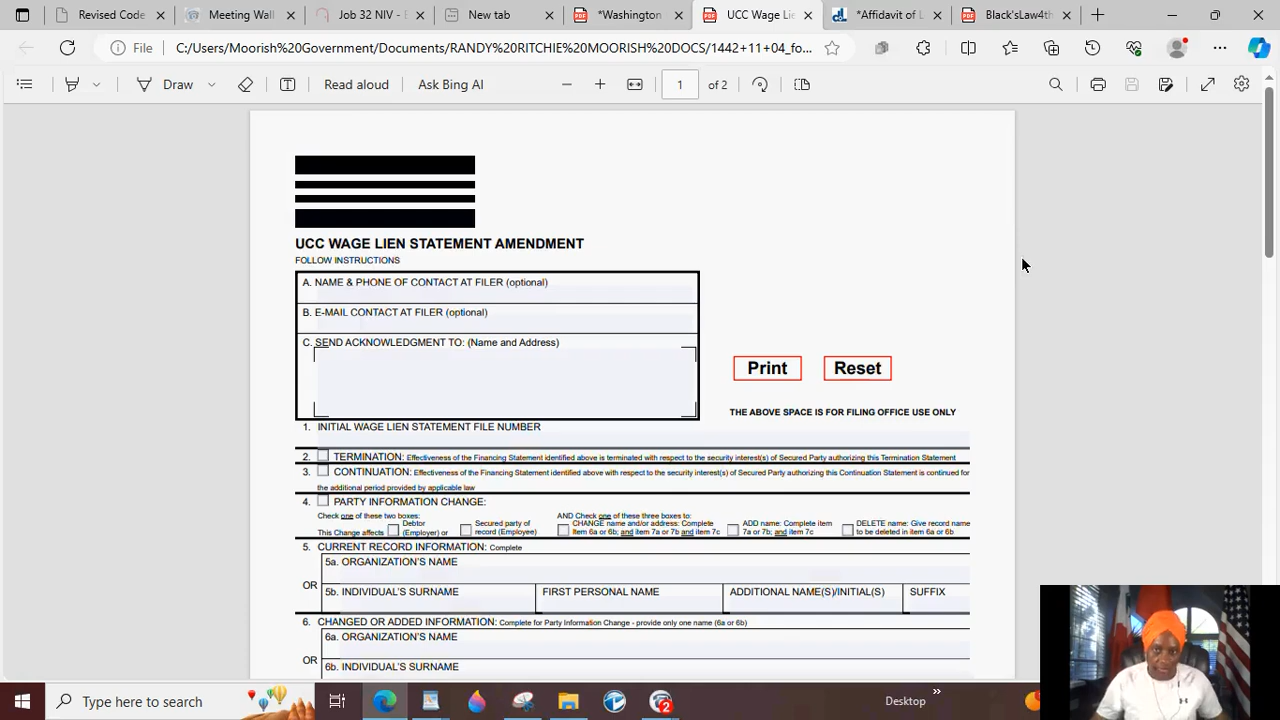 Revised Code
Meeting Wall
Job 32 NIV - E
New tab
*Washington
UCC Wage Lie
*Affidavit of L
Black'sLaw4th
File
C:/Users/Moorish%20Government/Documents/RANDY%20RITCHIE%20MOORISH%20DOCS/1442+11+04_fo...
Draw
Read aloud
Ask Bing AI
1
of 2
UCC WAGE LIEN STATEMENT AMENDMENT
FOLLOW INSTRUCTIONS
A. NAME & PHONE OF CONTACT AT FILER (optional)
B. E-MAIL CONTACT AT FILER (optional)
C. SEND ACKNOWLEDGMENT TO: (Name and Address)
Print
Reset
THE ABOVE SPACE IS FOR FILING OFFICE USE ONLY
1. INITIAL WAGE LIEN STATEMENT FILE NUMBER
2. TERMINATION: Effectiveness of the Financing Statement identified above is terminated with respect to the security interest(s) of Secured Party authorizing this Termination Statement
3. CONTINUATION: Effectiveness of the Financing Statement identified above with respect to the security interest(s) of Secured Party authorizing this Continuation Statement is continued for
the additional period provided by applicable law
4. PARTY INFORMATION CHANGE:
Check one of these two boxes:
AND Check one of these three boxes to:
This Change affects
Debtor
(Employer) or
Secured party of
record (Employee)
CHANGE name and/or address: Complete
Item 6a or 6b; and item 7a or 7b and item 7c
ADD name: Complete item
7a or 7b; and item 7c
DELETE name: Give record name
to be deleted in item 6a or 6b
5. CURRENT RECORD INFORMATION: Complete
5a. ORGANIZATION'S NAME
OR
5b. INDIVIDUAL'S SURNAME
FIRST PERSONAL NAME
ADDITIONAL NAME(S)/INITIAL(S)
SUFFIX
6. CHANGED OR ADDED INFORMATION: Complete for Party Information Change - provide only one name (6a or 6b)
6a. ORGANIZATION'S NAME
OR
6b. INDIVIDUAL'S SURNAME
Type here to search
2
Desktop